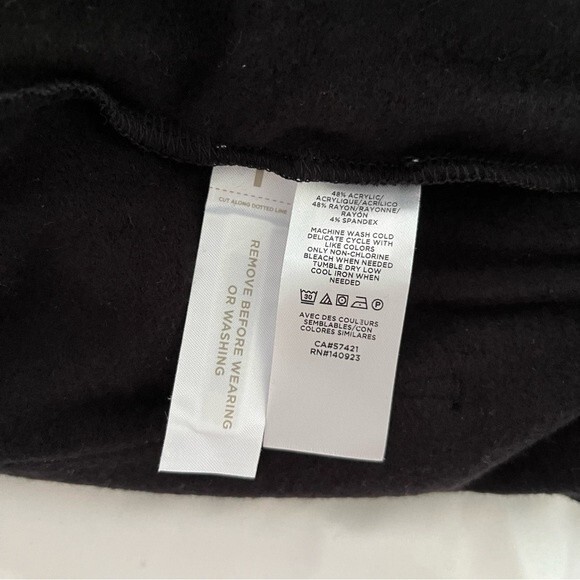 CUT ALONG DOTTED LINE
REMOVE BEFORE WEARING
OR WASHING
48% ACRYLIC/
ACRYLIQUE/ACRÍLICO
48% RAYON/RAYONNE/
RAYÓN
4% SPANDEX
MACHINE WASH COLD
DELICATE CYCLE WITH
LIKE COLORS
ONLY NON-CHLORINE
BLEACH WHEN NEEDED
TUMBLE DRY LOW
COOL IRON WHEN
NEEDED
30 P
AVEC DES COULEURS
SEMBLABLES/CON
COLORES SIMILARES
CA#57421
RN#140923